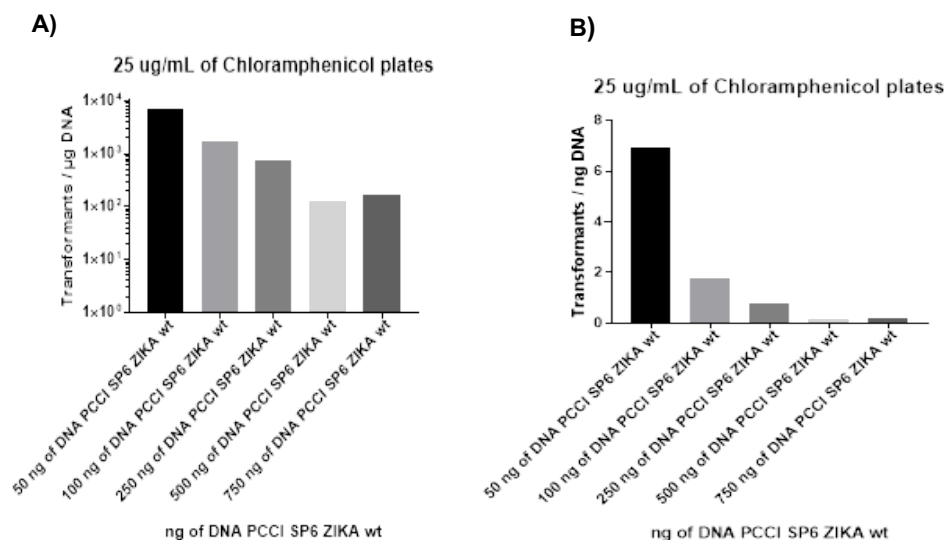 A)
25 ug/mL of Chloramphenicol plates
Transformants / µg DNA
1×10⁴
1×10³
1×10²
1×10¹
1×10⁰
50 ng of DNA PCCI SP6 ZIKA wt
100 ng of DNA PCCI SP6 ZIKA wt
250 ng of DNA PCCI SP6 ZIKA wt
500 ng of DNA PCCI SP6 ZIKA wt
750 ng of DNA PCCI SP6 ZIKA wt
ng of DNA PCCI SP6 ZIKA wt
B)
25 ug/mL of Chloramphenicol plates
Transformants / ng DNA
8
6
4
2
0
50 ng of DNA PCCI SP6 ZIKA wt
100 ng of DNA PCCI SP6 ZIKA wt
250 ng of DNA PCCI SP6 ZIKA wt
500 ng of DNA PCCI SP6 ZIKA wt
750 ng of DNA PCCI SP6 ZIKA wt
ng of DNA PCCI SP6 ZIKA wt